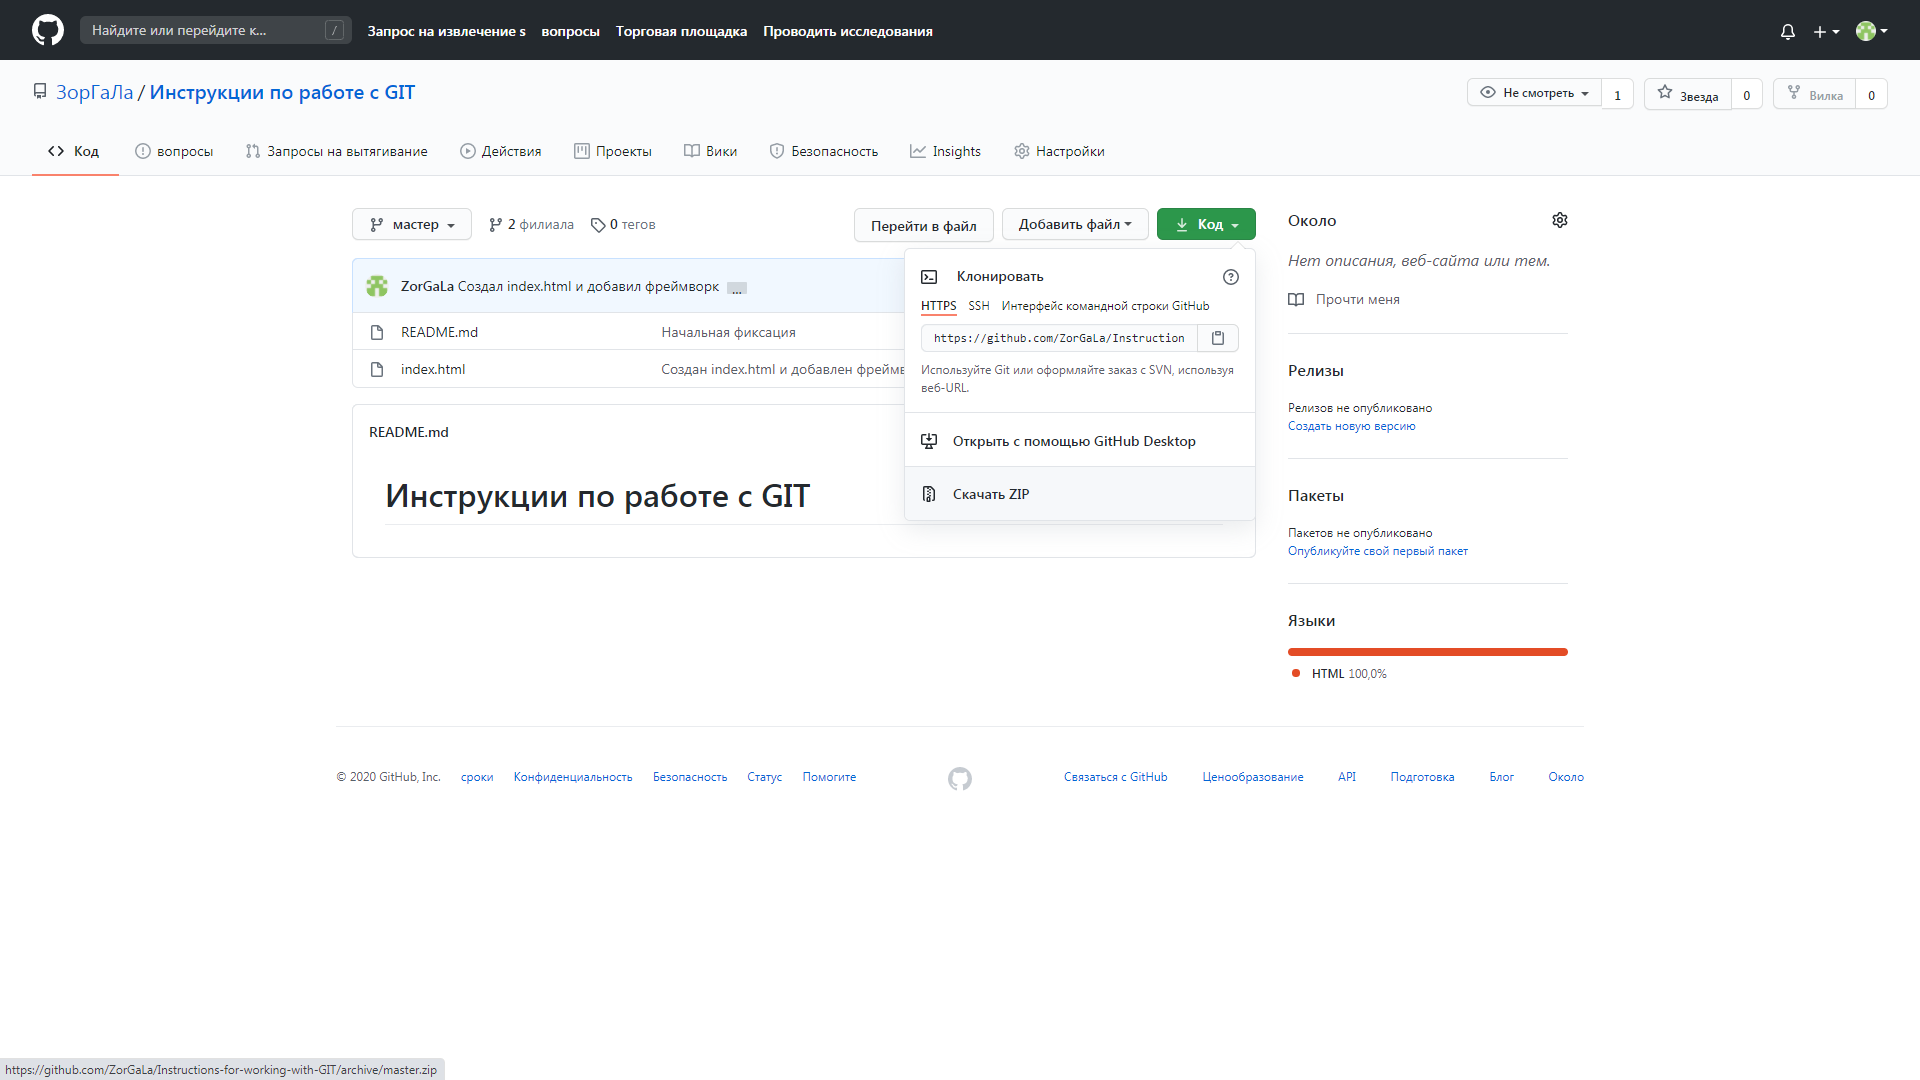 Найдите или перейдите к... /
Запрос на извлечение s вопросы Торговая площадка Проводить исследования
ЗорГаЛа / Инструкции по работе с GIT
Не смотреть 1 Звезда 0 Вилка 0
Код вопросы Запросы на вытягивание Действия Проекты Вики Безопасность Insights Настройки
мастер 2 филиала 0 тегов Перейти в файл Добавить файл Код
ZorGaLa Создал index.html и добавил фреймворк ...
README.md Начальная фиксация
index.html Создан index.html и добавлен фреймв
README.md
Инструкции по работе с GIT
Клонировать
HTTPS SSH Интерфейс командной строки GitHub
https://github.com/ZorGaLa/Instruction
Используйте Git или оформляйте заказ с SVN, используя
веб-URL.
Открыть с помощью GitHub Desktop
Скачать ZIP
Около
Нет описания, веб-сайта или тем.
Прочти меня
Релизы
Релизов не опубликовано
Создать новую версию
Пакеты
Пакетов не опубликовано
Опубликуйте свой первый пакет
Языки
HTML 100,0%
© 2020 GitHub, Inc. сроки Конфиденциальность Безопасность Статус Помогите Связаться с GitHub Ценообразование API Подготовка Блог Около
https://github.com/ZorGaLa/Instructions-for-working-with-GIT/archive/master.zip